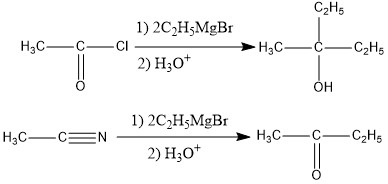 C₂H₅
H₃C C Cl 1) 2C₂H₅MgBr H₃C C C₂H₅
2) H₃O⁺
O OH
1) 2C₂H₅MgBr
H₃C C N H₃C C C₂H₅
2) H₃O⁺
O